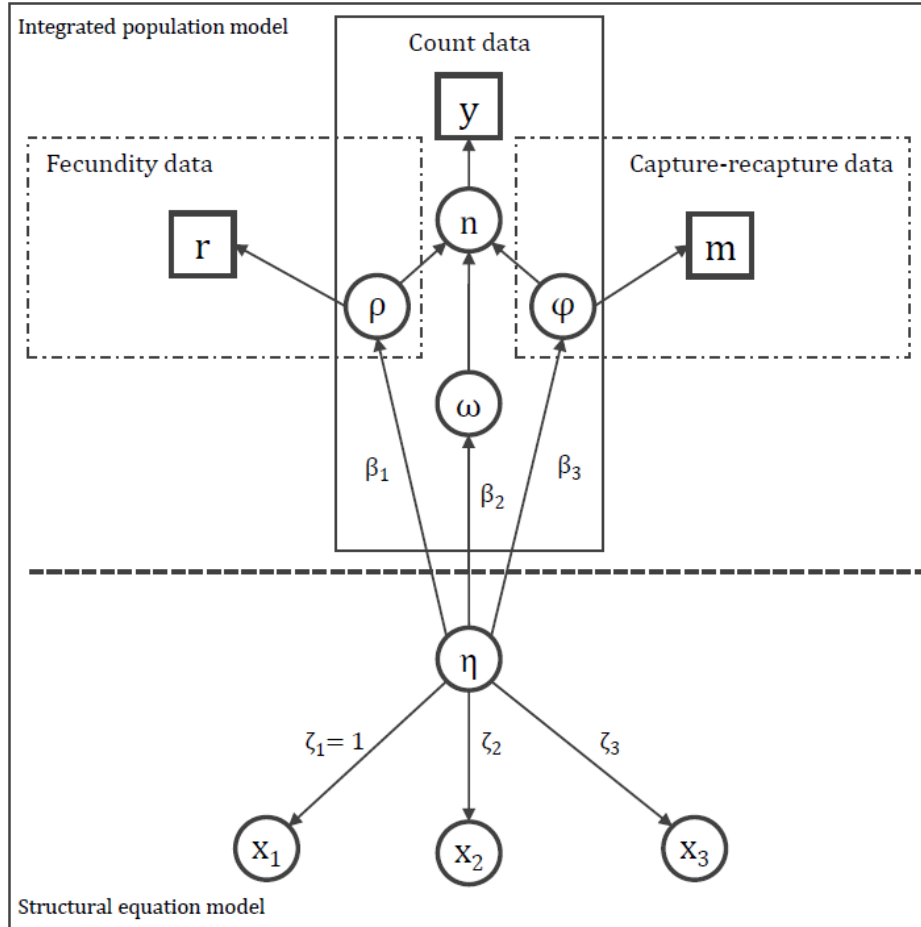 Integrated population model
Count data
y
Fecundity data
Capture-recapture data
n
r
m
ρ
φ
ω
β₁
β₂
β₃
η
ζ₁= 1
ζ₂
ζ₃
x₁
x₂
x₃
Structural equation model